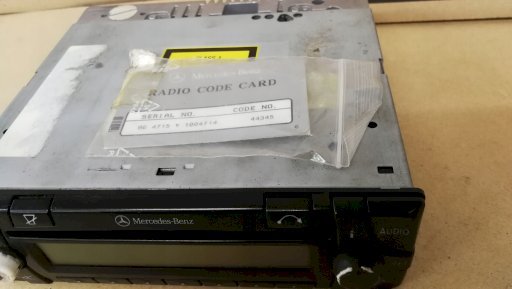 Mercedes-Benz
RADIO CODE CARD
SERIAL NO. CODE NO.
BE 4715 Y 1004714 44345
Mercedes-Benz
AUDIO